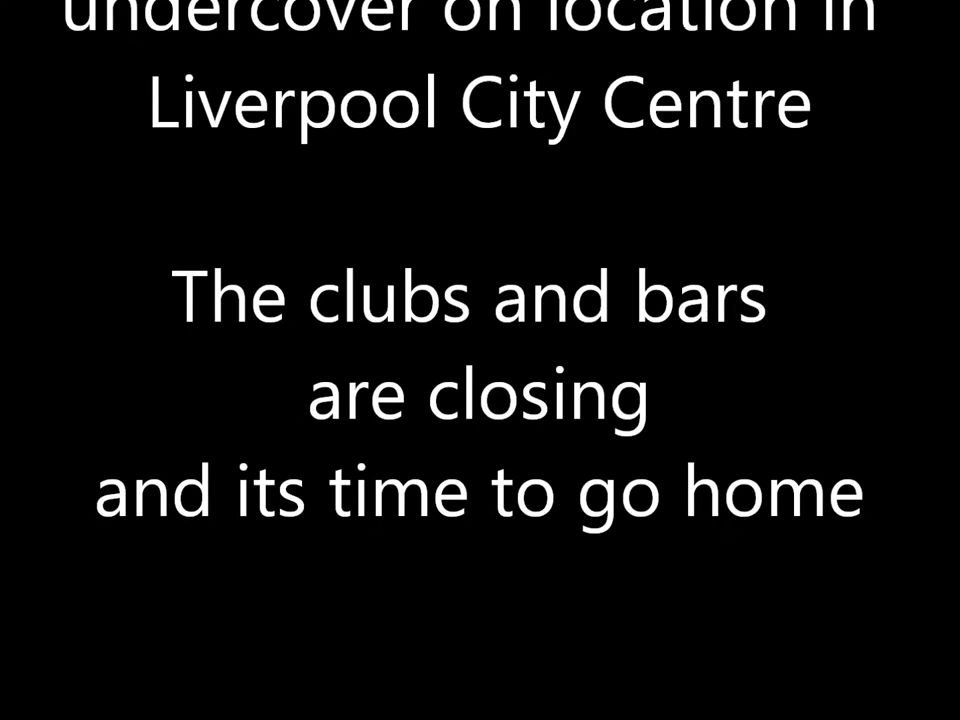 undercover on location in
Liverpool City Centre
The clubs and bars
are closing
and its time to go home